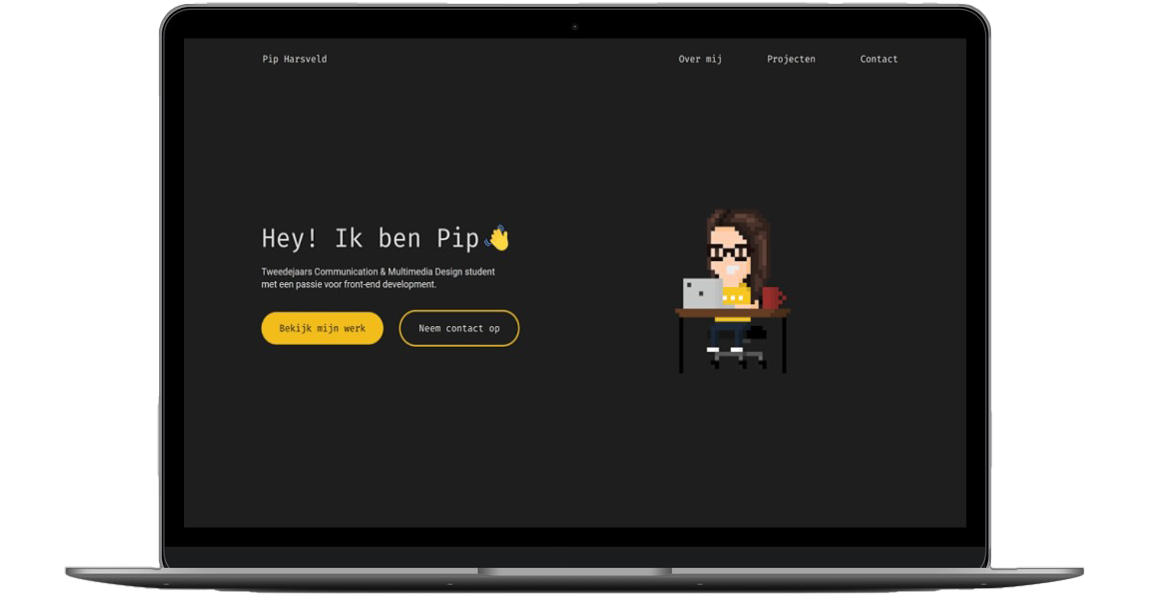 Pip Harsveld
Over mij
Projecten
Contact
Hey! Ik ben Pip👋
Tweedejaars Communication & Multimedia Design student
met een passie voor front-end development.
Bekijk mijn werk
Neem contact op